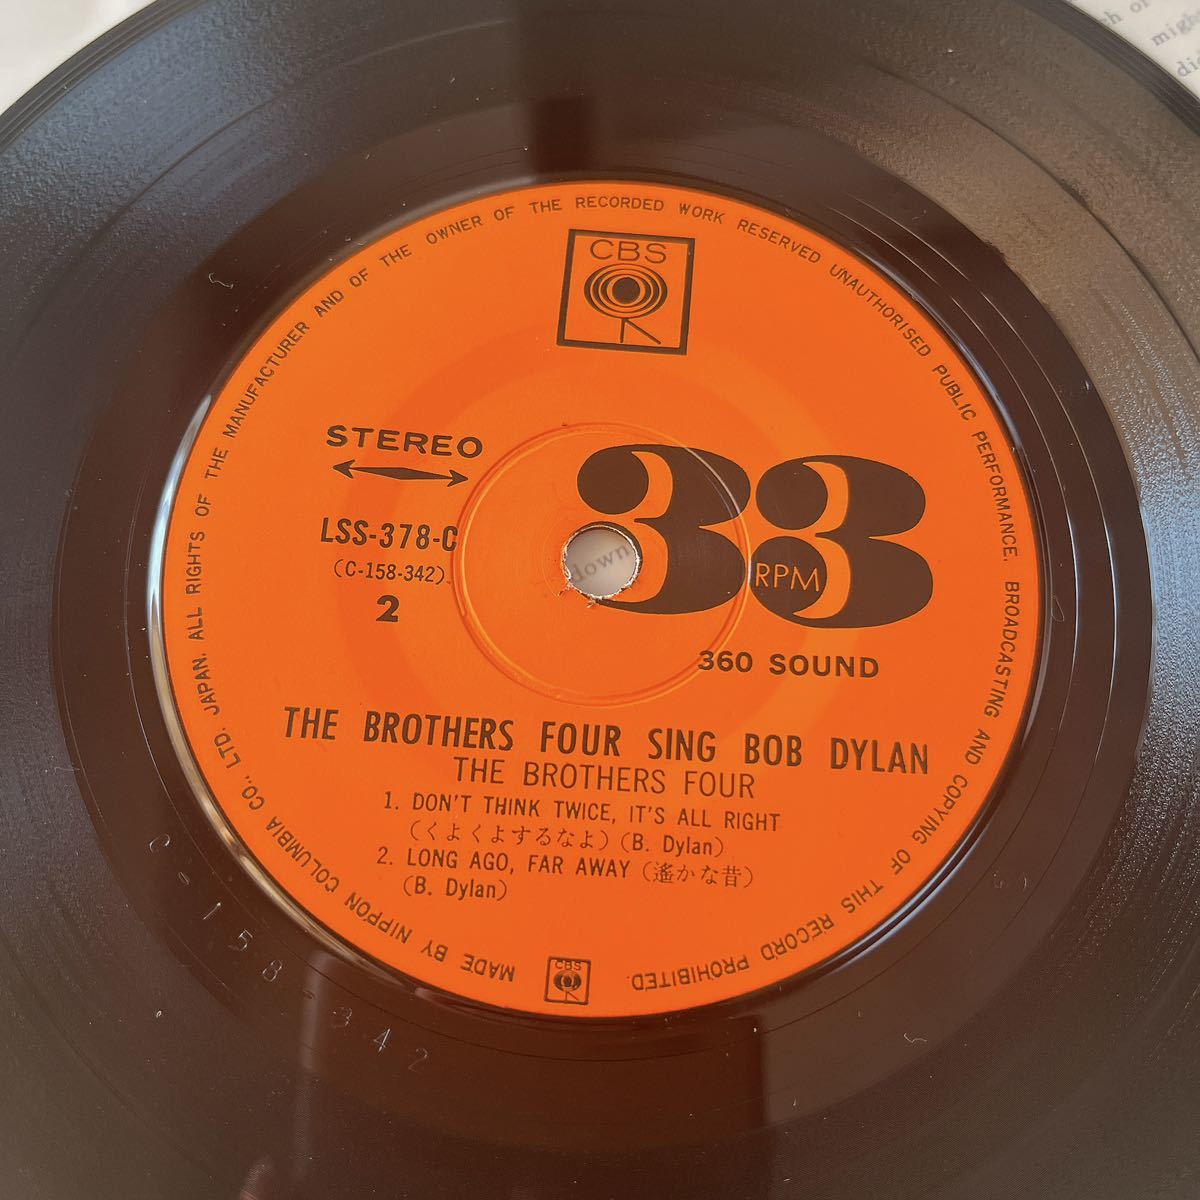 CBS
STEREO
33
RPM
LSS-378-C
(C-158-342)
2
360 SOUND
THE BROTHERS FOUR SING BOB DYLAN
THE BROTHERS FOUR
1. DON'T THINK TWICE, IT'S ALL RIGHT
(くよくよするなよ) (B. Dylan)
2. LONG AGO, FAR AWAY (遙かな昔)
(B. Dylan)
MADE BY NIPPON COLUMBIA CO., LTD. JAPAN. ALL RIGHTS OF THE MANUFACTURER AND OF THE OWNER OF THE RECORDED WORK RESERVED UNAUTHORISED PUBLIC PERFORMANCE, BROADCASTING AND COPYING OF THIS RECORD PROHIBITED.
CBS
C-158-342
down
migh
did